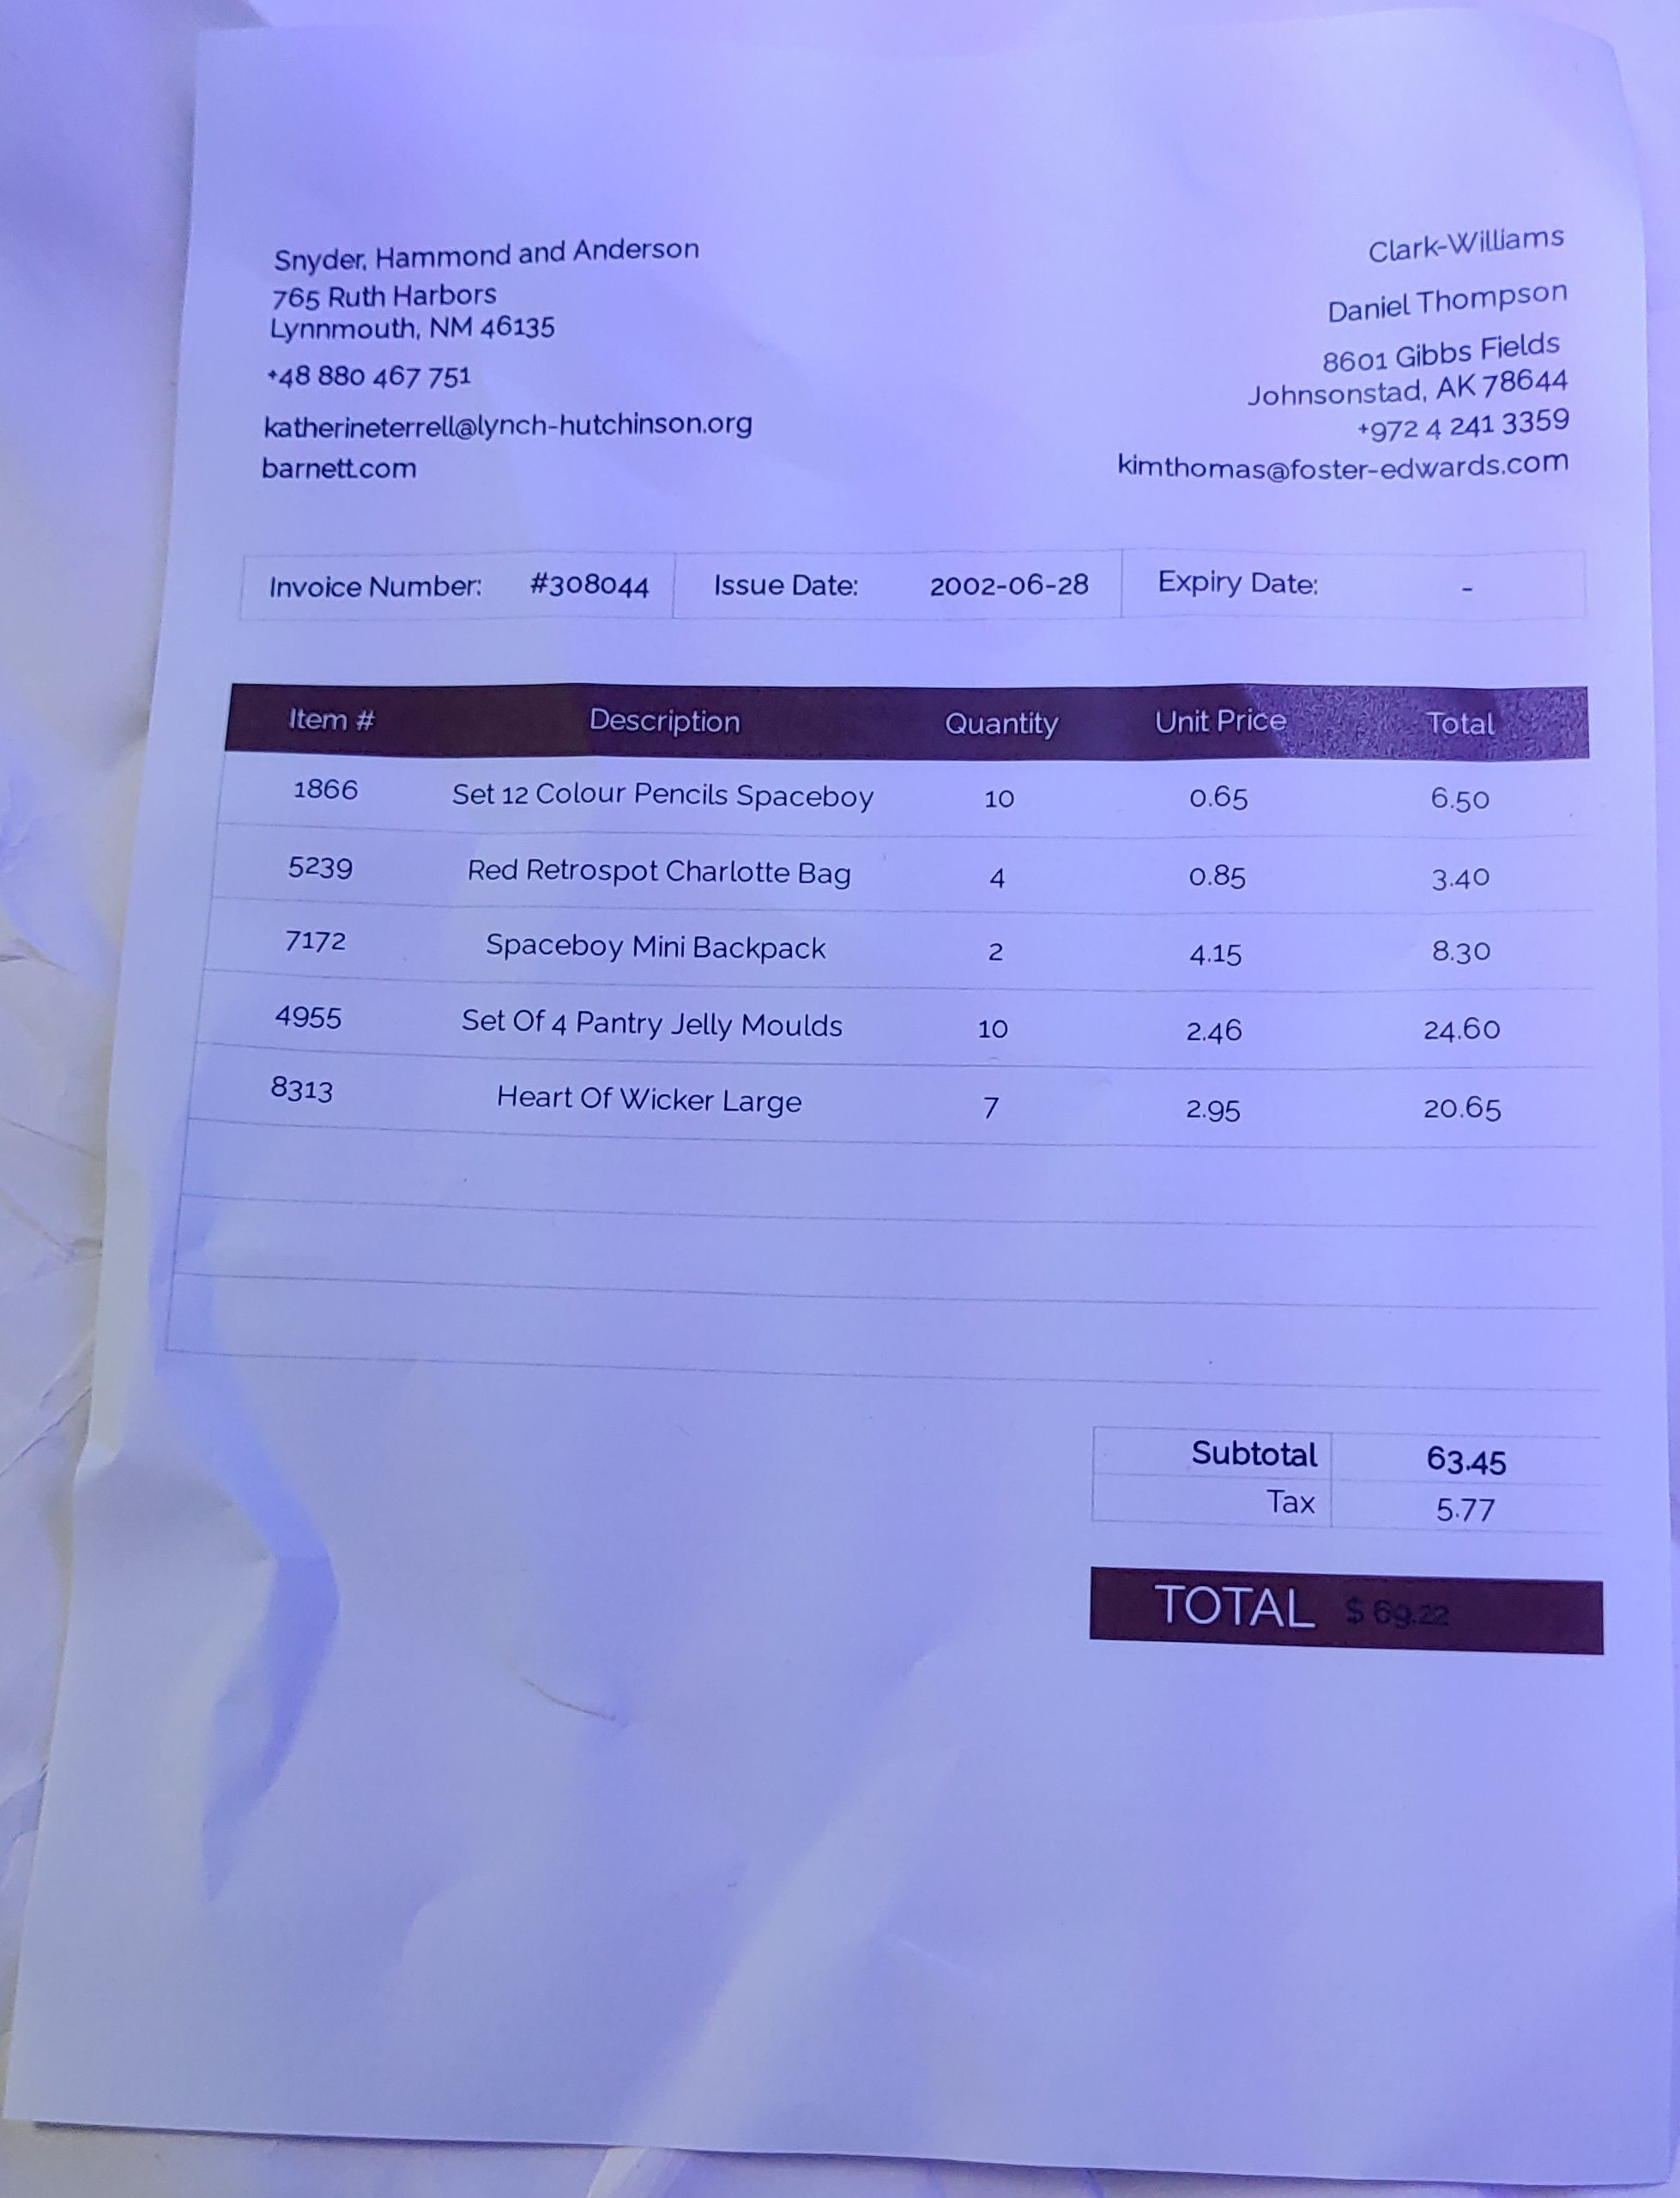 Snyder, Hammond and Anderson
765 Ruth Harbors
Lynnmouth, NM 46135
+48 880 467 751
katherineterrell@lynch-hutchinson.org
barnett.com
Clark-Williams
Daniel Thompson
8601 Gibbs Fields
Johnsonstad, AK 78644
+972 4 241 3359
kimthomas@foster-edwards.com
Invoice Number: #308044 Issue Date: 2002-06-28 Expiry Date: -
Item # Description Quantity Unit Price Total
1866 Set 12 Colour Pencils Spaceboy 10 0.65 6.50
5239 Red Retrospot Charlotte Bag 4 0.85 3.40
7172 Spaceboy Mini Backpack 2 4.15 8.30
4955 Set Of 4 Pantry Jelly Moulds 10 2.46 24.60
8313 Heart Of Wicker Large 7 2.95 20.65
Subtotal 63.45
Tax 5.77
TOTAL $ 69.22